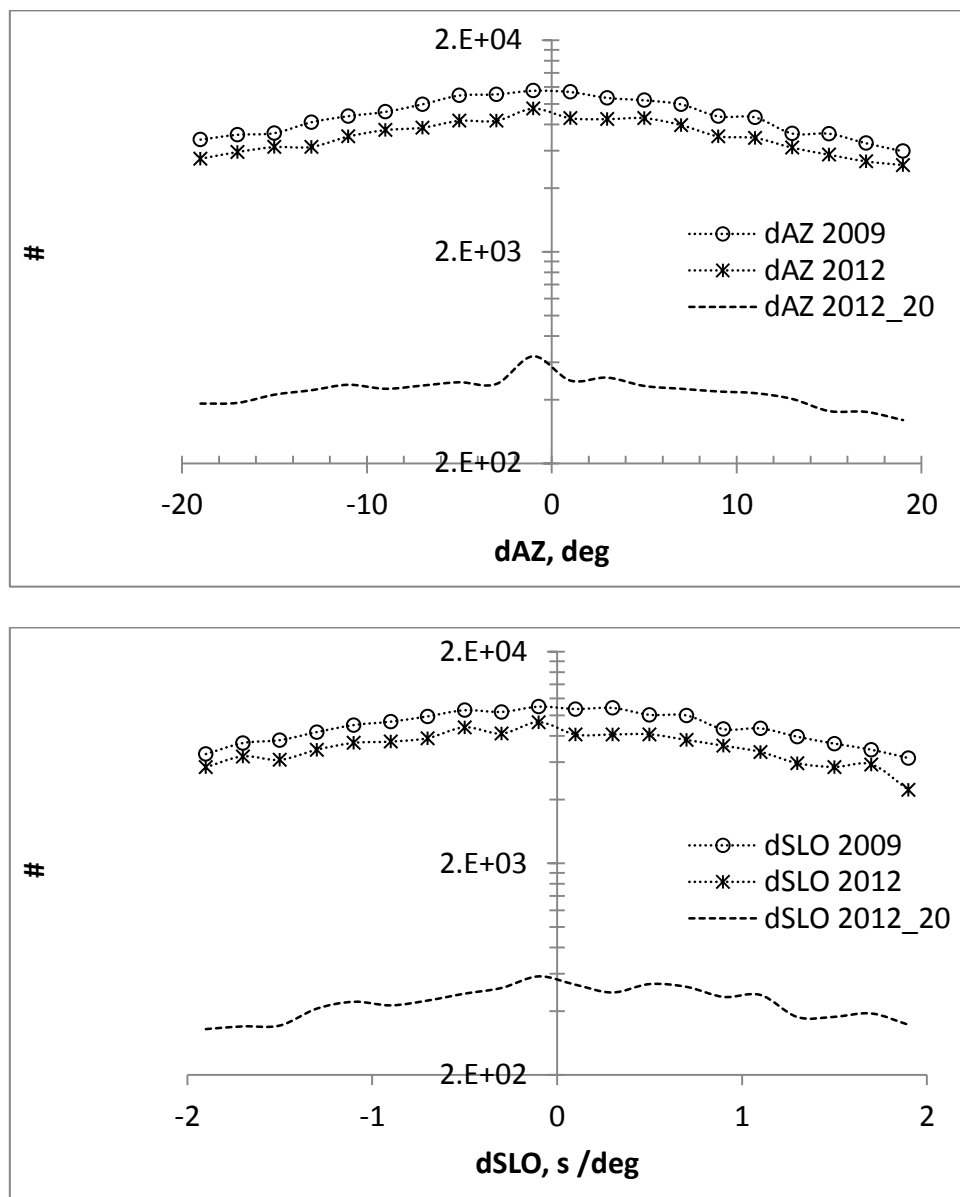 2.E+04
#
dAZ 2009
2.E+03
dAZ 2012
dAZ 2012_20
2.E+02
-20 -10 0 10 20
dAZ, deg
2.E+04
#
dSLO 2009
2.E+03
dSLO 2012
dSLO 2012_20
2.E+02
-2 -1 0 1 2
dSLO, s /deg